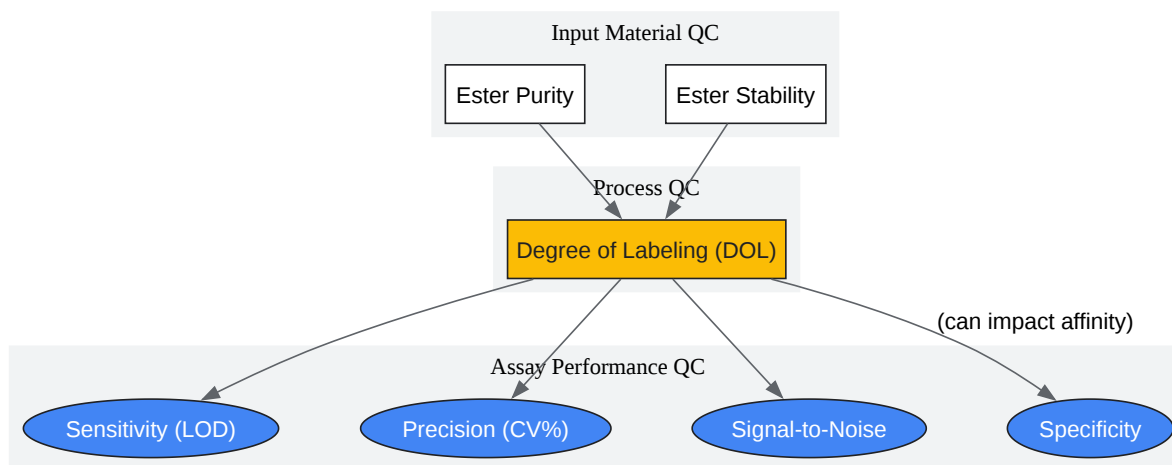 Input Material QC
Ester Purity
Ester Stability
Process QC
Degree of Labeling (DOL)
(can impact affinity)
Assay Performance QC
Sensitivity (LOD)
Precision (CV%)
Signal-to-Noise
Specificity